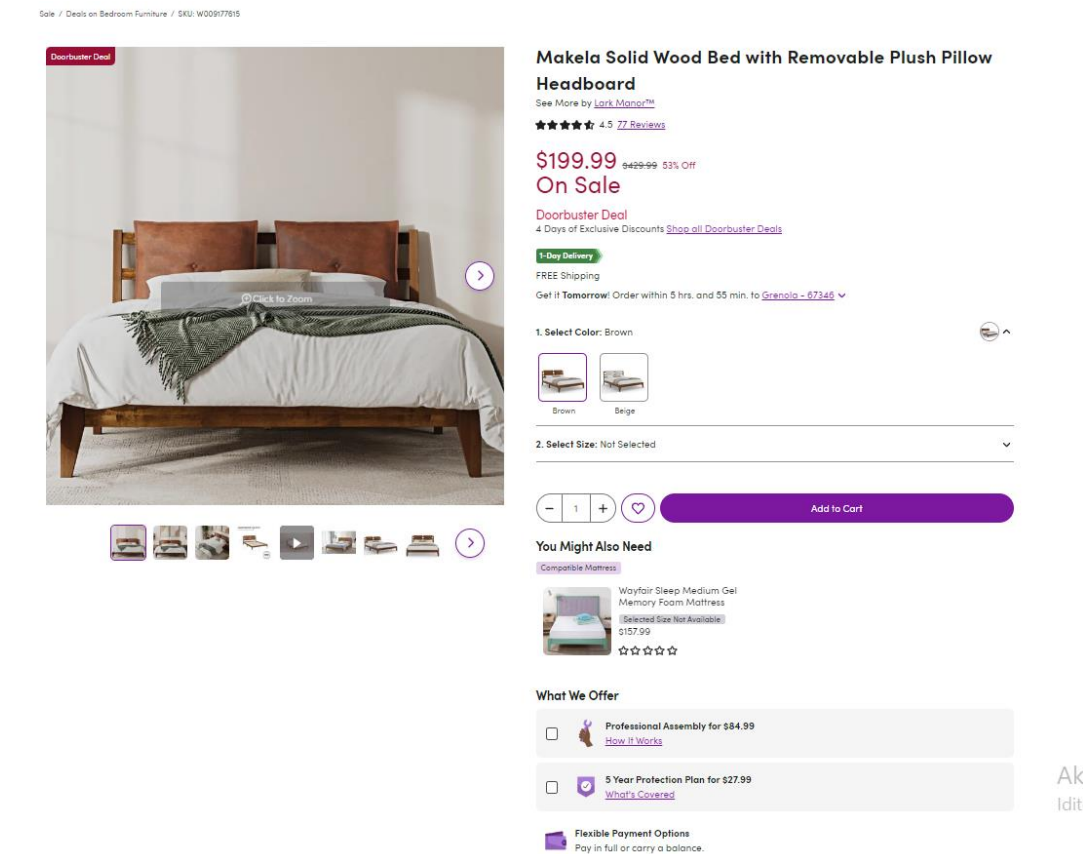 Sale / Deals on Bedroom Furniture / SKU: W009177615
Doorbuster Deal
Click to Zoom
Makela Solid Wood Bed with Removable Plush Pillow
Headboard
See More by Lark Manor™
4.5 77 Reviews
$199.99 $429.99 53% Off
On Sale
Doorbuster Deal
4 Days of Exclusive Discounts Shop all Doorbuster Deals
1-Day Delivery
FREE Shipping
Get it Tomorrow! Order within 5 hrs. and 55 min. to Grenola - 67346
1. Select Color: Brown
Brown Beige
2. Select Size: Not Selected
1 Add to Cart
You Might Also Need
Compatible Mattress
Wayfair Sleep Medium Gel
Memory Foam Mattress
Selected Size Not Available
$157.99
What We Offer
Professional Assembly for $84.99
How It Works
5 Year Protection Plan for $27.99
What's Covered
Flexible Payment Options
Pay in full or carry a balance.
Ak
Idit